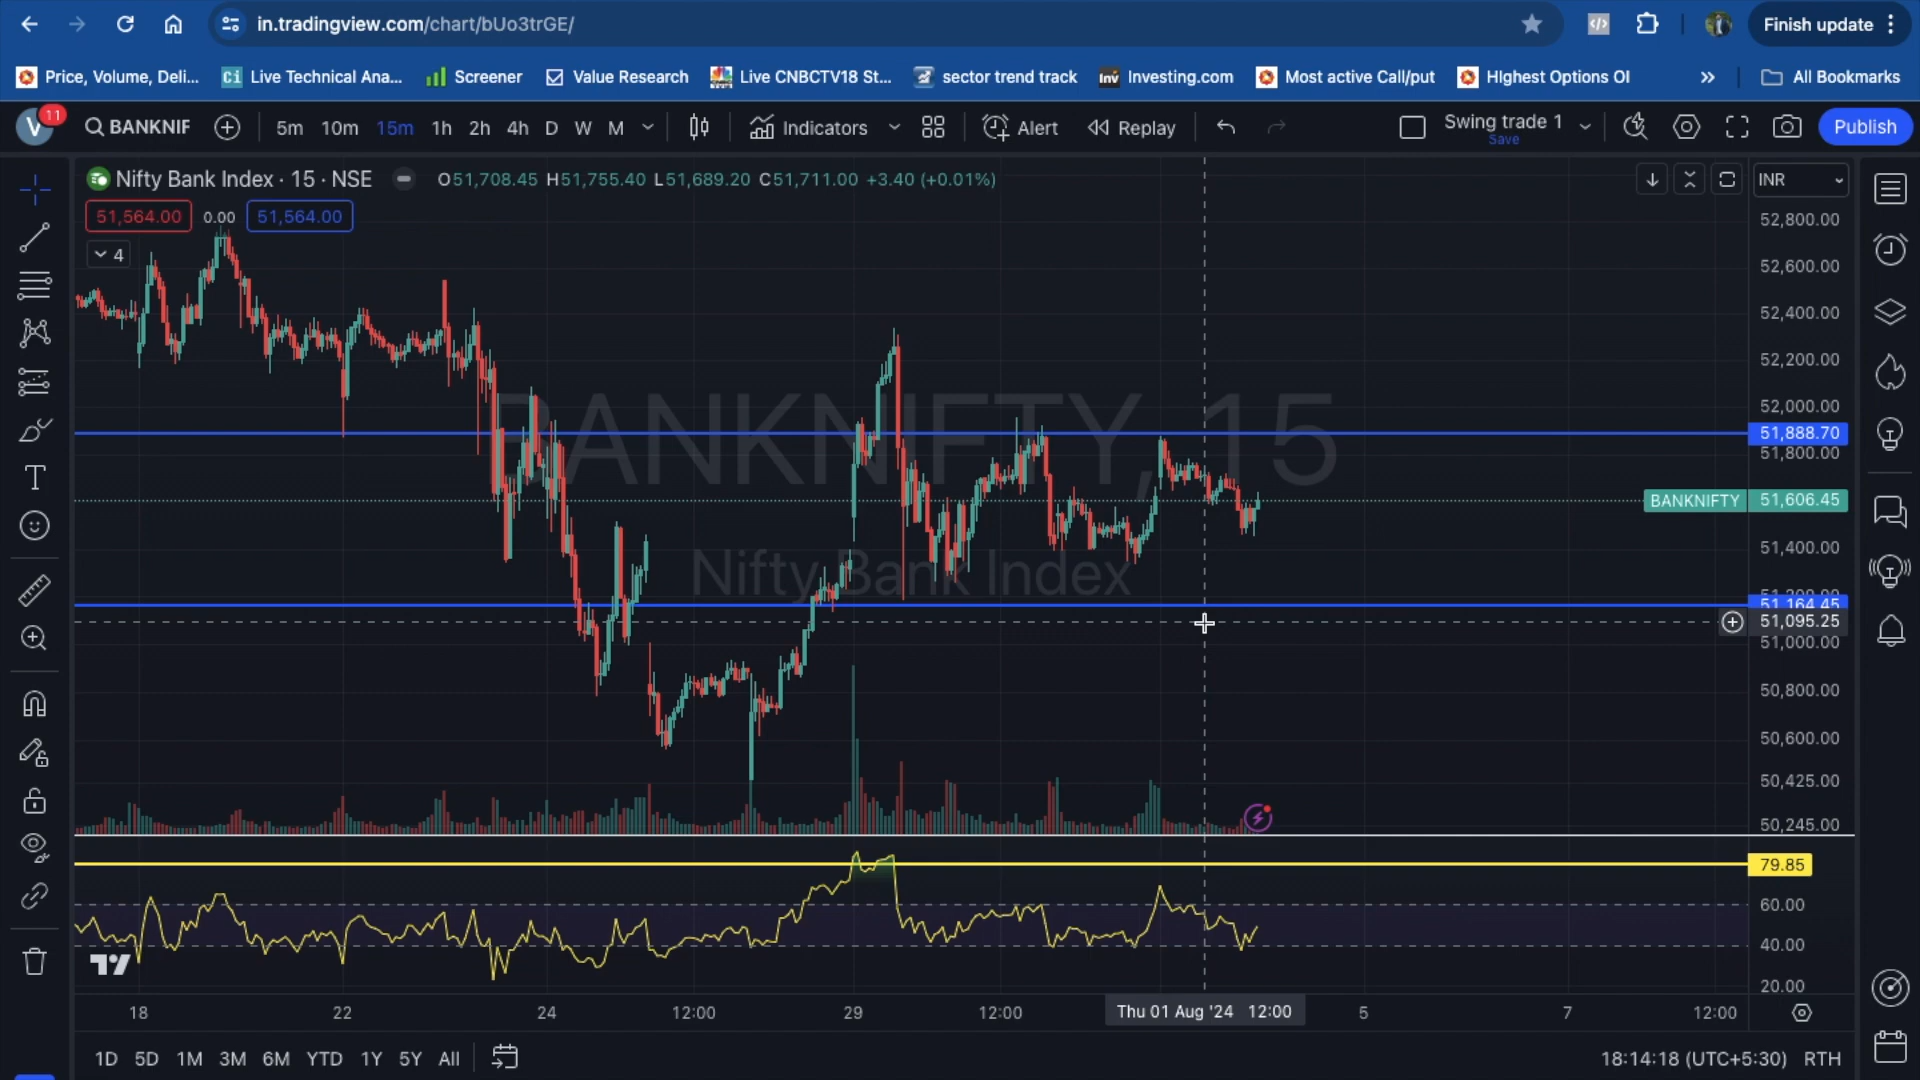 in.tradingview.com/chart/bUo3trGE/
Finish update
Price, Volume, Deli...
Ci Live Technical Ana...
Screener
Value Research
Live CNBCTV18 St...
sector trend track
Inv Investing.com
Most active Call/put
HIghest Options OI
»
All Bookmarks
V 11
BANKNIF
5m 10m 15m 1h 2h 4h D W M
Indicators
Alert
Replay
Swing trade 1
Save
Publish
Nifty Bank Index · 15 · NSE
O51,708.45 H51,755.40 L51,689.20 C51,711.00 +3.40 (+0.01%)
INR
51,564.00 0.00 51,564.00
4
52,800.00
52,600.00
52,400.00
52,200.00
52,000.00
51,888.70
51,800.00
BANKNIFTY, 15
BANKNIFTY 51,606.45
51,400.00
Nifty Bank Index
51,200.00
51,164.45
51,095.25
51,000.00
50,800.00
50,600.00
50,425.00
50,245.00
79.85
60.00
40.00
20.00
18 22 24 12:00 29 12:00 Thu 01 Aug '24 12:00 5 7 12:00
1D 5D 1M 3M 6M YTD 1Y 5Y All
18:14:18 (UTC+5:30) RTH